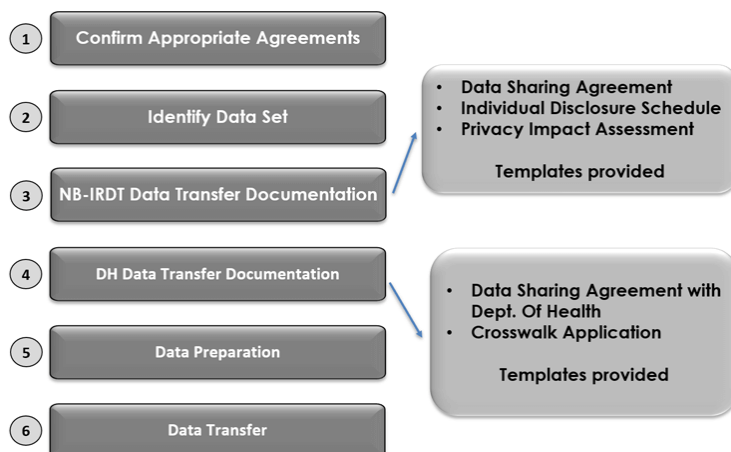 1
Confirm Appropriate Agreements
2
Identify Data Set
3
NB-IRDT Data Transfer Documentation
• Data Sharing Agreement
• Individual Disclosure Schedule
• Privacy Impact Assessment
Templates provided
4
DH Data Transfer Documentation
• Data Sharing Agreement with
Dept. Of Health
• Crosswalk Application
Templates provided
5
Data Preparation
6
Data Transfer